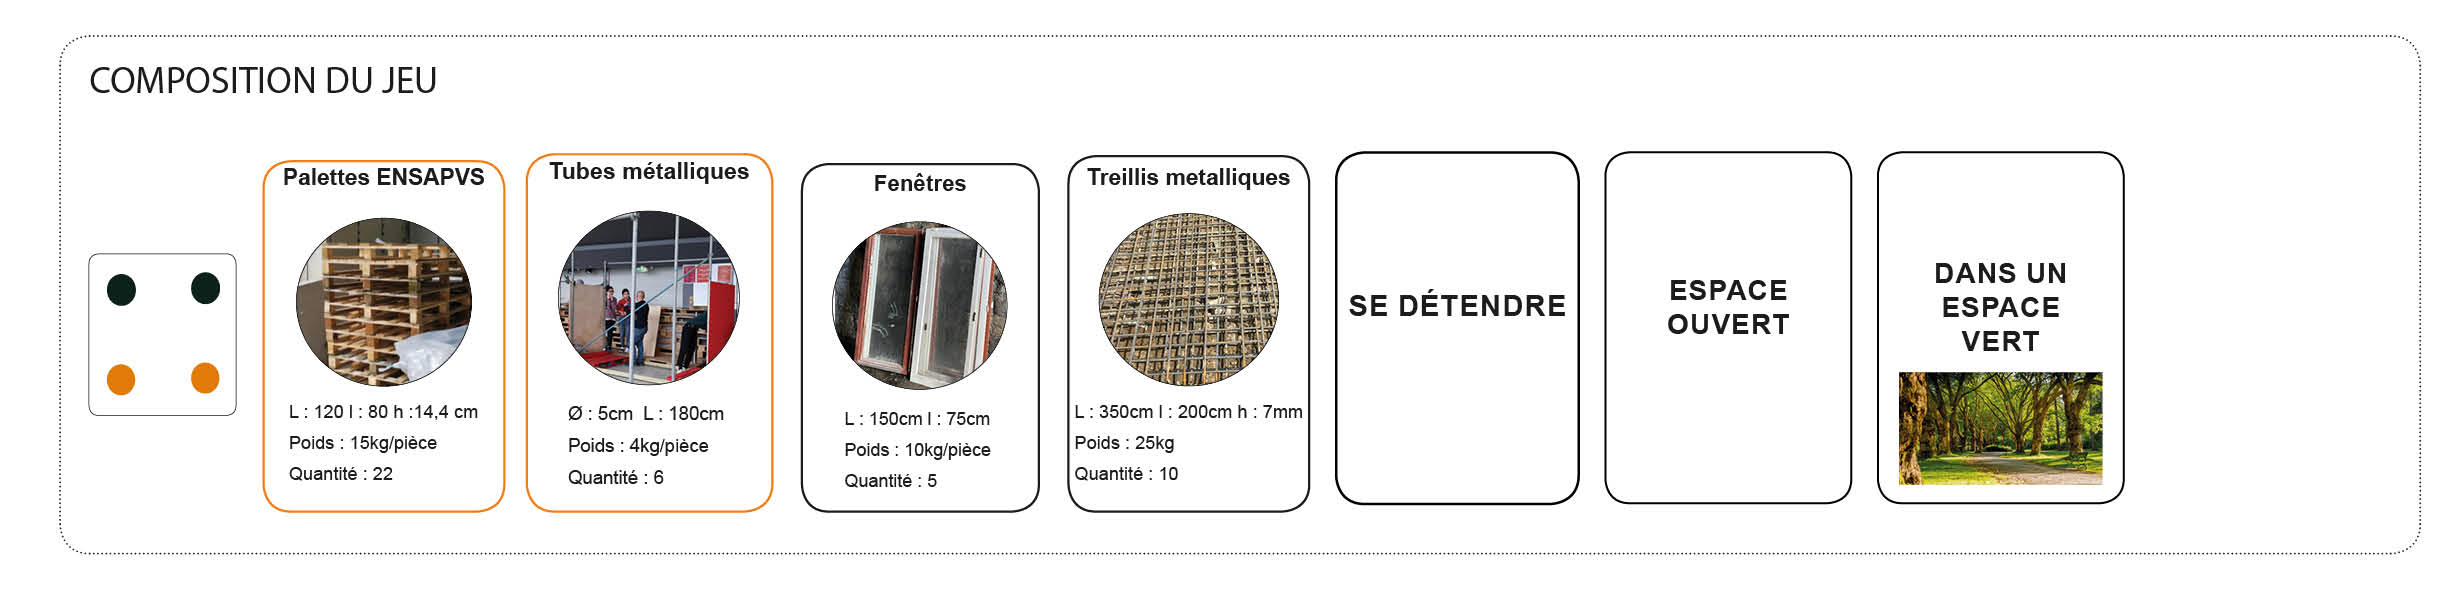 COMPOSITION DU JEU
Palettes ENSAPVS
L : 120 l : 80 h :14,4 cm
Poids : 15kg/pièce
Quantité : 22
Tubes métalliques
Ø : 5cm  L : 180cm
Poids : 4kg/pièce
Quantité : 6
Fenêtres
L : 150cm l : 75cm
Poids : 10kg/pièce
Quantité : 5
Treillis metalliques
L : 350cm l : 200cm h : 7mm
Poids : 25kg
Quantité : 10
SE DÉTENDRE
ESPACE
OUVERT
DANS UN
ESPACE
VERT